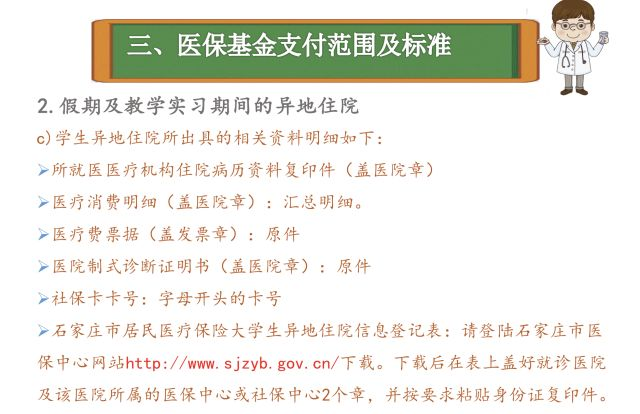 三、医保基金支付范围及标准
2.假期及教学实习期间的异地住院
c)学生异地住院所出具的相关资料明细如下：
➢所就医医疗机构住院病历资料复印件（盖医院章）
➢医疗消费明细（盖医院章）：汇总明细。
➢医疗费票据（盖发票章）：原件
➢医院制式诊断证明书（盖医院章）：原件
➢社保卡卡号：字母开头的卡号
➢石家庄市居民医疗保险大学生异地住院信息登记表：请登陆石家庄市医
保中心网站http://www.sjzyb.gov.cn/下载。下载后在表上盖好就诊医院
及该医院所属的医保中心或社保中心2个章，并按要求粘贴身份证复印件。